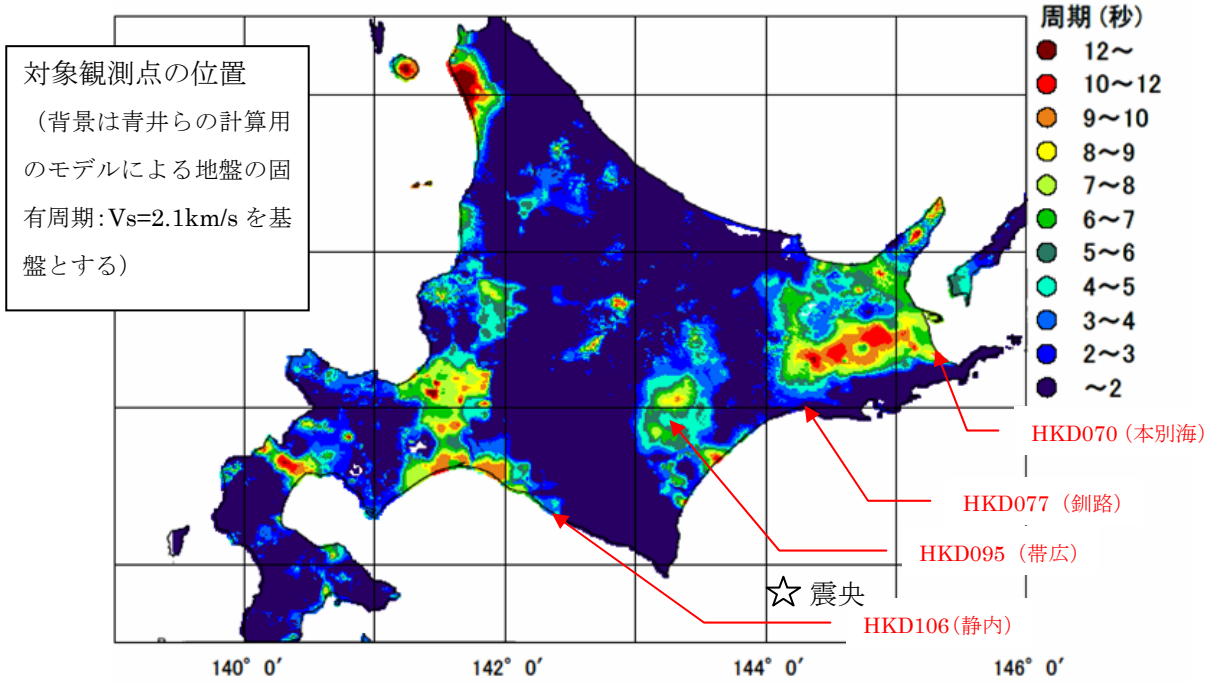 対象観測点の位置
(背景は青井らの計算用
のモデルによる地盤の固
有周期:Vs=2.1km/s を基
盤とする)
周期(秒)
12~
10~12
9~10
8~9
7~8
6~7
5~6
4~5
3~4
2~3
~2
HKD070(本別海)
HKD077(釧路)
HKD095(帯広)
☆ 震央
HKD106(静内)
140° 0′
141° 0′
142° 0′
144° 0′
146° 0′